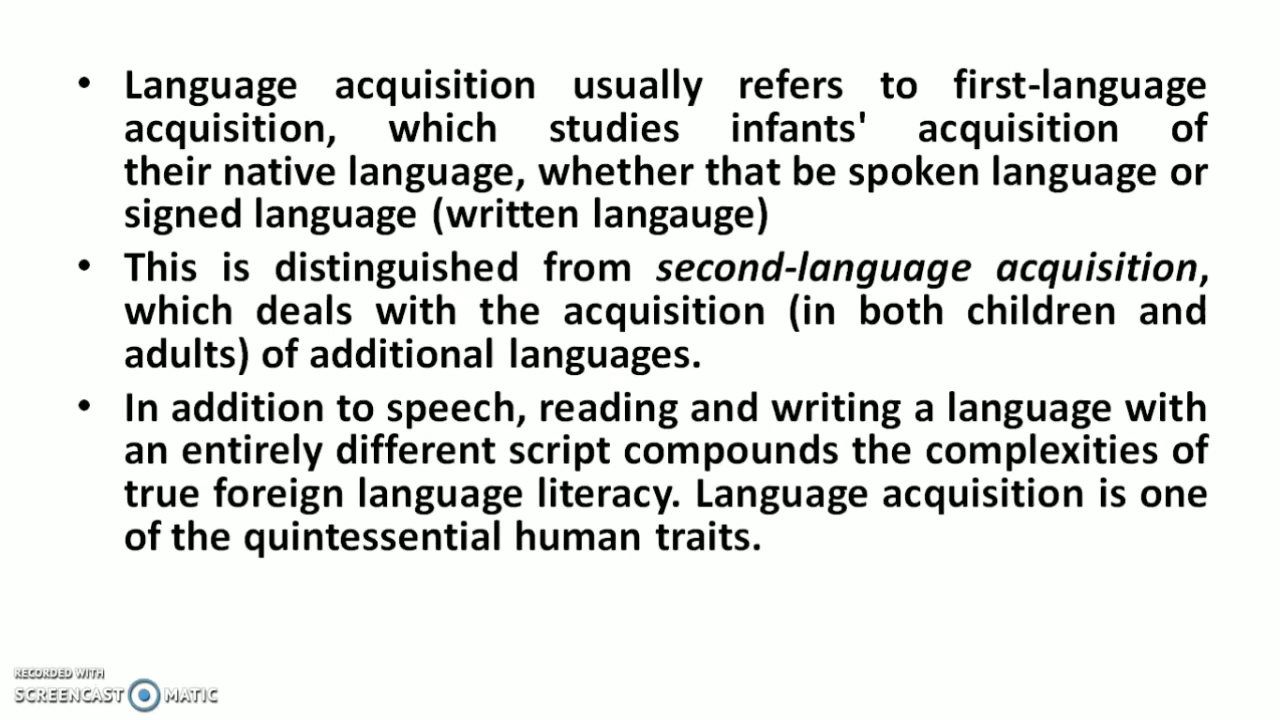 • Language acquisition usually refers to first-language
acquisition, which studies infants' acquisition of
their native language, whether that be spoken language or
signed language (written langauge)
• This is distinguished from second-language acquisition,
which deals with the acquisition (in both children and
adults) of additional languages.
• In addition to speech, reading and writing a language with
an entirely different script compounds the complexities of
true foreign language literacy. Language acquisition is one
of the quintessential human traits.
RECORDED WITH
SCREENCAST MATIC